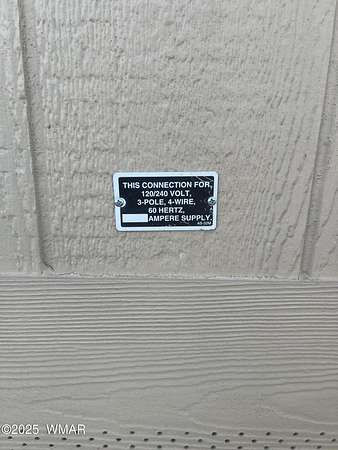 THIS CONNECTION FOR,
120/240 VOLT,
3-POLE, 4-WIRE,
60 HERTZ,
AMPERE SUPPLY.
©2025 WMAR